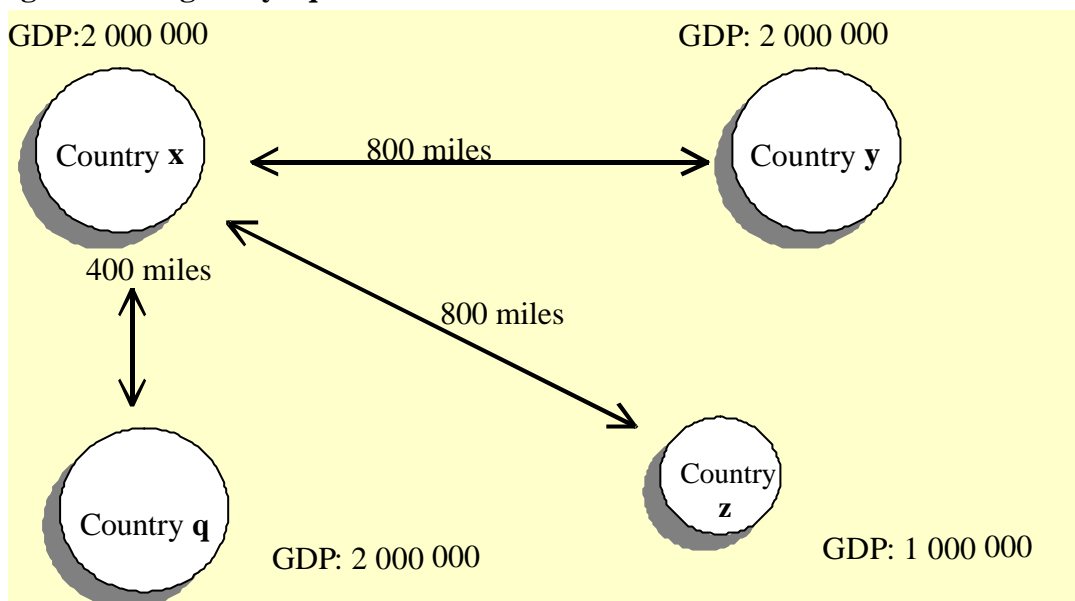 GDP:2 000 000
GDP: 2 000 000
Country x
800 miles
Country y
400 miles
800 miles
Country
z
Country q
GDP: 2 000 000
GDP: 1 000 000